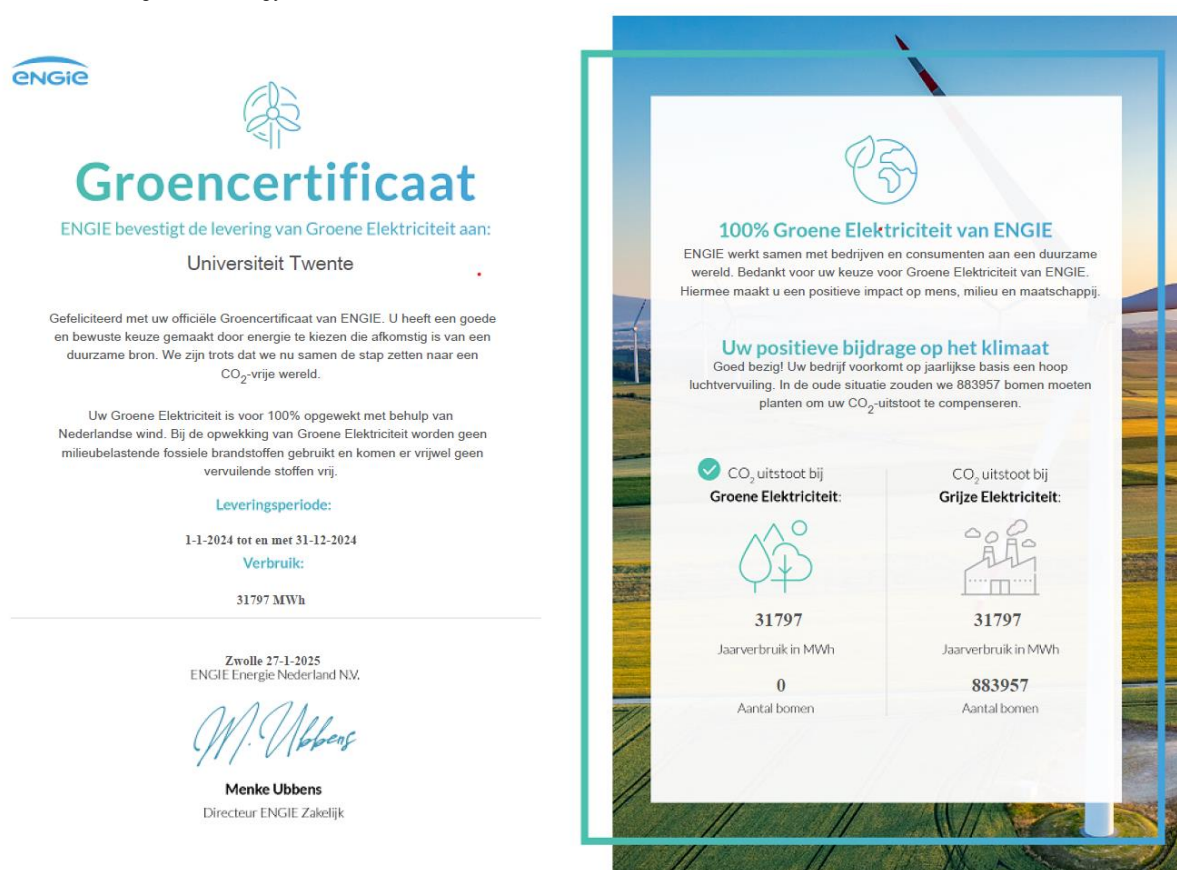 ENGIE
Groencertificaat
ENGIE bevestigt de levering van Groene Elektriciteit aan:
Universiteit Twente
Gefeliciteerd met uw officiële Groencertificaat van ENGIE. U heeft een goede
en bewuste keuze gemaakt door energie te kiezen die afkomstig is van een
duurzame bron. We zijn trots dat we nu samen de stap zetten naar een
CO₂-vrije wereld.
Uw Groene Elektriciteit is voor 100% opgewekt met behulp van
Nederlandse wind. Bij de opwekking van Groene Elektriciteit worden geen
milieubelastende fossiele brandstoffen gebruikt en komen er vrijwel geen
vervuilende stoffen vrij.
Leveringsperiode:
1-1-2024 tot en met 31-12-2024
Verbruik:
31797 MWh
Zwolle 27-1-2025
ENGIE Energie Nederland N.V.
M. Ubbens
Menke Ubbens
Directeur ENGIE Zakelijk
100% Groene Elektriciteit van ENGIE
ENGIE werkt samen met bedrijven en consumenten aan een duurzame
wereld. Bedankt voor uw keuze voor Groene Elektriciteit van ENGIE.
Hiermee maakt u een positieve impact op mens, milieu en maatschappij.
Uw positieve bijdrage op het klimaat
Goed bezig! Uw bedrijf voorkomt op jaarlijkse basis een hoop
luchtvervuiling. In de oude situatie zouden we 883957 bomen moeten
planten om uw CO₂-uitstoot te compenseren.
CO₂ uitstoot bij
Groene Elektriciteit:
31797
Jaarverbruik in MWh
0
Aantal bomen
CO₂ uitstoot bij
Grijze Elektriciteit:
31797
Jaarverbruik in MWh
883957
Aantal bomen